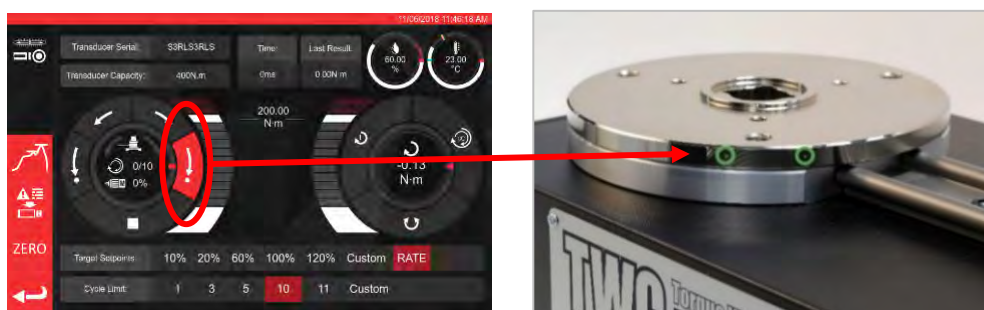 11/06/2018 11:46:18 AM
Transducer Serial: S3RLS3RLS Time: Last Result:
60.00 % 23.00 °C
Transducer Capacity: 400N.m 0ms 0.00N m
200.00 N·m
0/10
0%
-0.13 N·m
ZERO
Target Setpoints: 10% 20% 60% 100% 120% Custom RATE
Cycle Limit: 1 3 5 10 11 Custom
TWC